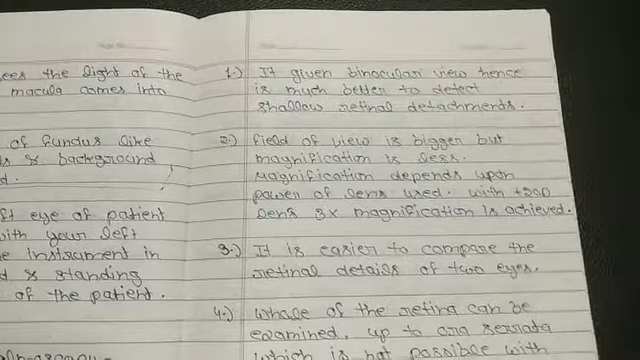 ees the light of the
macula comes into
of fundus like
s & background
d.
ft eye of patient
with your left
e instrument in
d & standing
of the patient.
1.) It given binocular view hence
is much better to detect
shallow retinal detachments.
2.) field of view is bigger but
magnification is less.
Magnification depends upon
power of lens used. with +20D
lens 3x magnification is achieved.
3.) It is easier to compare the
retinal details of two eyes.
4.) whole of the retina can be
examined, up to ora serrata
which is not possible with